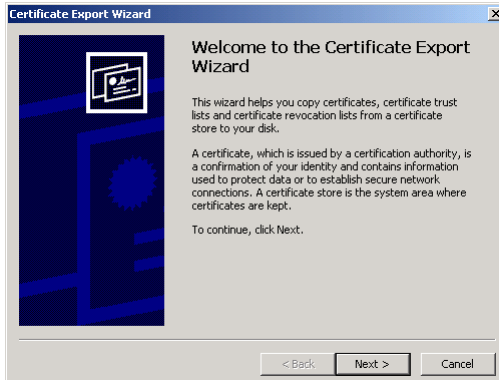 Certificate Export Wizard
Welcome to the Certificate Export
Wizard
This wizard helps you copy certificates, certificate trust
lists and certificate revocation lists from a certificate
store to your disk.
A certificate, which is issued by a certification authority, is
a confirmation of your identity and contains information
used to protect data or to establish secure network
connections. A certificate store is the system area where
certificates are kept.
To continue, click Next.
< Back
Next >
Cancel